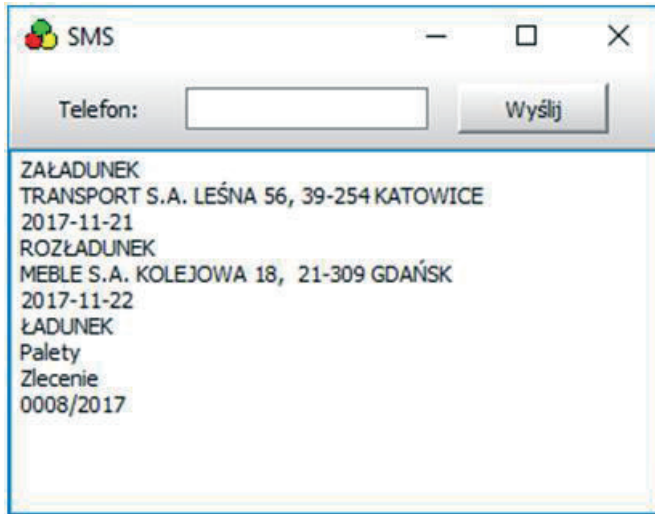 SMS
Telefon:
Wyślij
ZAŁADUNEK
TRANSPORT S.A. LEŚNA 56, 39-254 KATOWICE
2017-11-21
ROZŁADUNEK
MEBLE S.A. KOLEJOWA 18, 21-309 GDAŃSK
2017-11-22
ŁADUNEK
Palety
Zlecenie
0008/2017